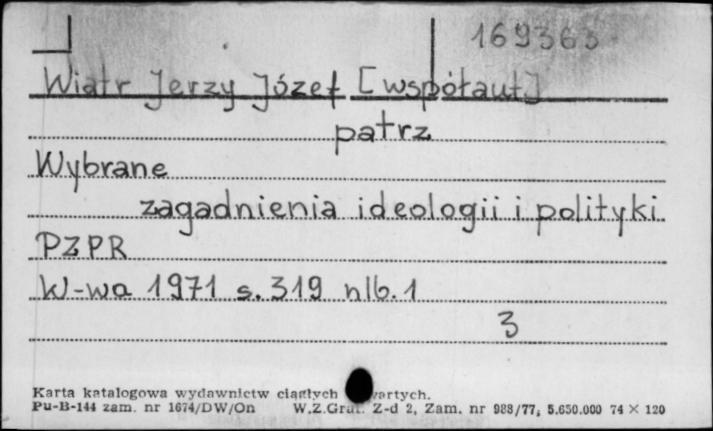 169363
Wiatr Jerzy Józef [współaut]
patrz
Wybrane
zagadnienia ideologii i polityki
PZPR
W-wa 1971 s. 319 nlb. 1
3
Karta katalogowa wydawnictw ciągłych
Pu-B-144 zam. nr 1674/DW/On W.Z.Graf. Z-d 2, Zam. nr 988/77, 5.650.000 74 × 120